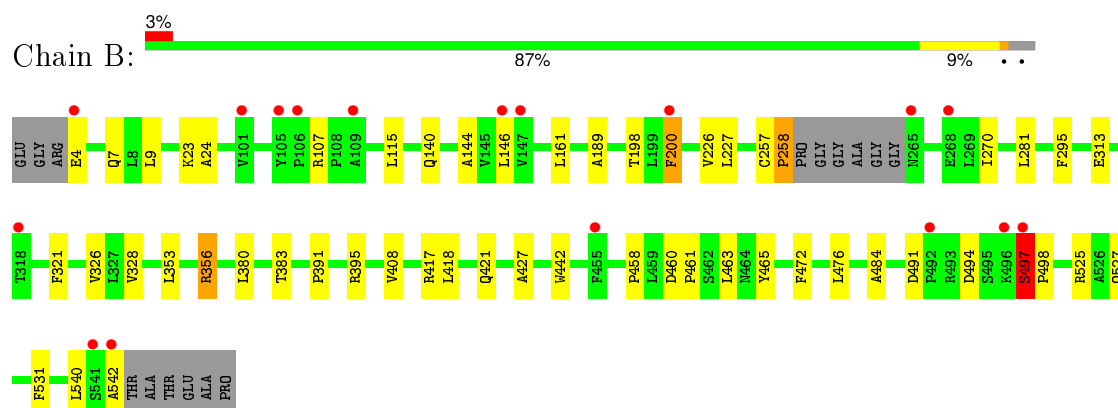 3%
Chain B:
87% 9% • •
GLU GLY ARG E4 Q7 L8 L9 K23 A24 V101 Y105 P106 R107 P108 A109 L115 Q140 A144 V145 L146 V147 L161 A189 T198 L199 F200 V226 L227 C257 P258 PRO GLY GLY ALA GLY GLY N265 E268 L269 I270 L281 F295 E313
T318 F321 V326 L327 V328 L353 R356 L380 T383 P391 R395 V408 R417 L418 Q421 A427 W442 F455 P458 L459 D460 P461 S462 L463 N464 Y465 F472 L476 A484 D491 P492 R493 D494 S495 K496 S497 P498 R525 A526
F531 L540 S541 A542 THR ALA THR GLU ALA PRO